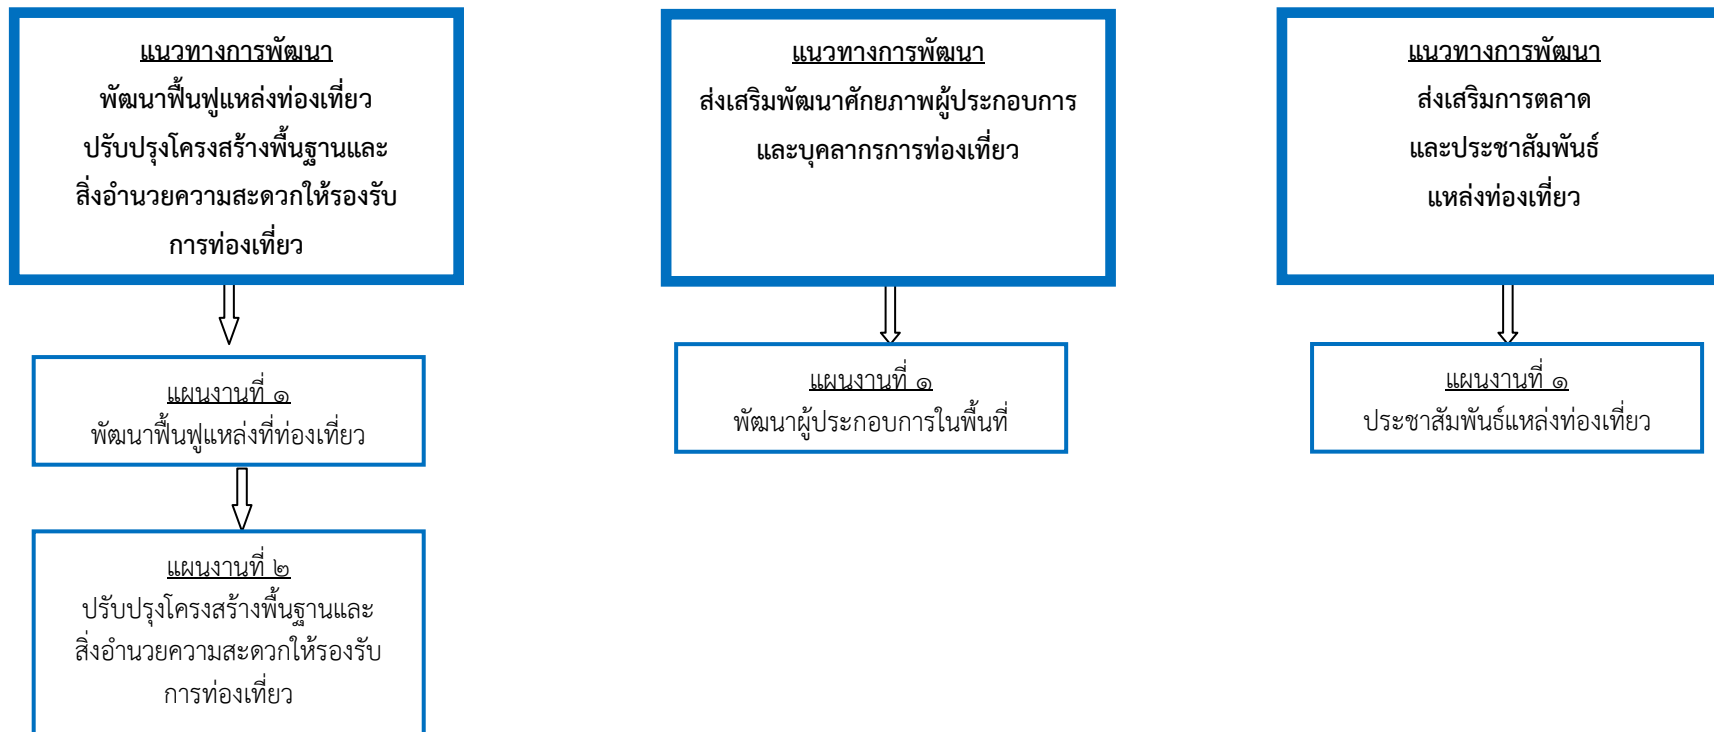 แนวทางการพัฒนา
พัฒนาฟื้นฟูแหล่งท่องเที่ยว
ปรับปรุงโครงสร้างพื้นฐานและ
สิ่งอำนวยความสะดวกให้รองรับ
การท่องเที่ยว
แผนงานที่ ๑
พัฒนาฟื้นฟูแหล่งที่ท่องเที่ยว
แผนงานที่ ๒
ปรับปรุงโครงสร้างพื้นฐานและ
สิ่งอำนวยความสะดวกให้รองรับ
การท่องเที่ยว
แนวทางการพัฒนา
ส่งเสริมพัฒนาศักยภาพผู้ประกอบการ
และบุคลากรการท่องเที่ยว
แผนงานที่ ๑
พัฒนาผู้ประกอบการในพื้นที่
แนวทางการพัฒนา
ส่งเสริมการตลาด
และประชาสัมพันธ์
แหล่งท่องเที่ยว
แผนงานที่ ๑
ประชาสัมพันธ์แหล่งท่องเที่ยว